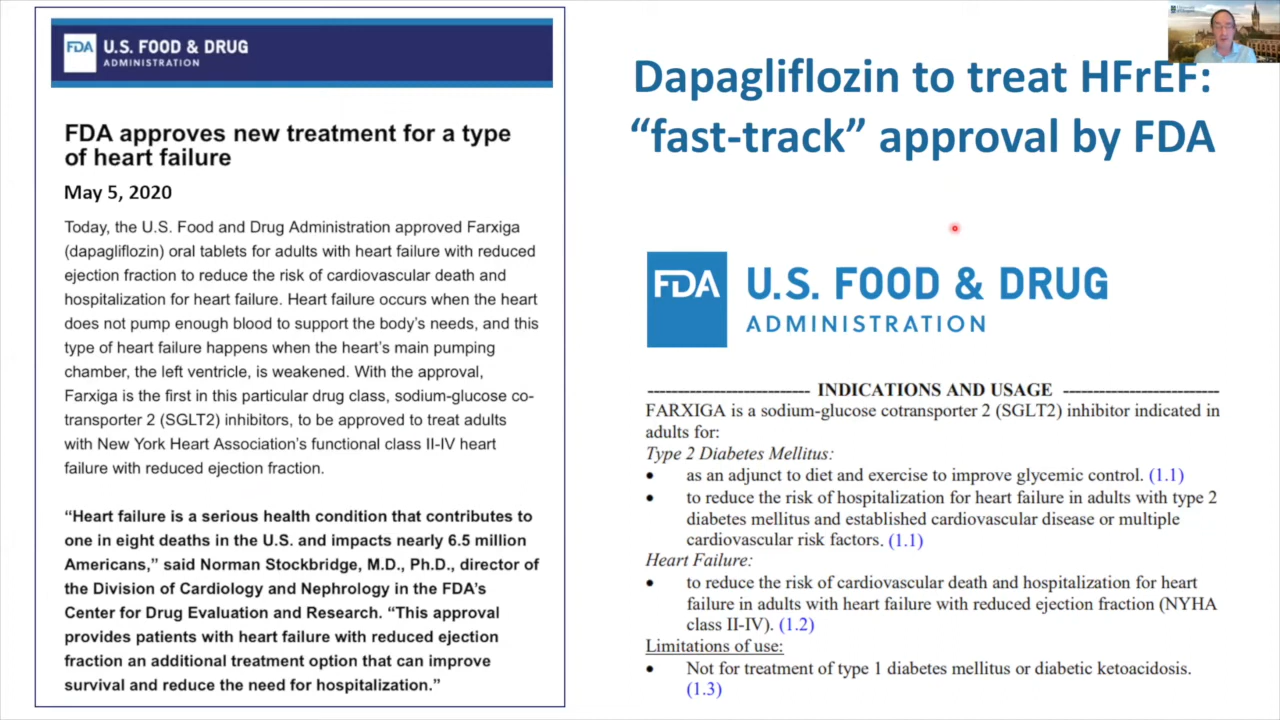 FDA U.S. FOOD & DRUG
ADMINISTRATION
FDA approves new treatment for a type
of heart failure
May 5, 2020
Today, the U.S. Food and Drug Administration approved Farxiga
(dapagliflozin) oral tablets for adults with heart failure with reduced
ejection fraction to reduce the risk of cardiovascular death and
hospitalization for heart failure. Heart failure occurs when the heart
does not pump enough blood to support the body's needs, and this
type of heart failure happens when the heart's main pumping
chamber, the left ventricle, is weakened. With the approval,
Farxiga is the first in this particular drug class, sodium-glucose co-
transporter 2 (SGLT2) inhibitors, to be approved to treat adults
with New York Heart Association's functional class II-IV heart
failure with reduced ejection fraction.
“Heart failure is a serious health condition that contributes to
one in eight deaths in the U.S. and impacts nearly 6.5 million
Americans,” said Norman Stockbridge, M.D., Ph.D., director of
the Division of Cardiology and Nephrology in the FDA's
Center for Drug Evaluation and Research. “This approval
provides patients with heart failure with reduced ejection
fraction an additional treatment option that can improve
survival and reduce the need for hospitalization.”
Dapagliflozin to treat HFrEF:
“fast-track” approval by FDA
FDA U.S. FOOD & DRUG
ADMINISTRATION
INDICATIONS AND USAGE
FARXIGA is a sodium-glucose cotransporter 2 (SGLT2) inhibitor indicated in
adults for:
Type 2 Diabetes Mellitus:
• as an adjunct to diet and exercise to improve glycemic control. (1.1)
• to reduce the risk of hospitalization for heart failure in adults with type 2
diabetes mellitus and established cardiovascular disease or multiple
cardiovascular risk factors. (1.1)
Heart Failure:
• to reduce the risk of cardiovascular death and hospitalization for heart
failure in adults with heart failure with reduced ejection fraction (NYHA
class II-IV). (1.2)
Limitations of use:
• Not for treatment of type 1 diabetes mellitus or diabetic ketoacidosis.
(1.3)